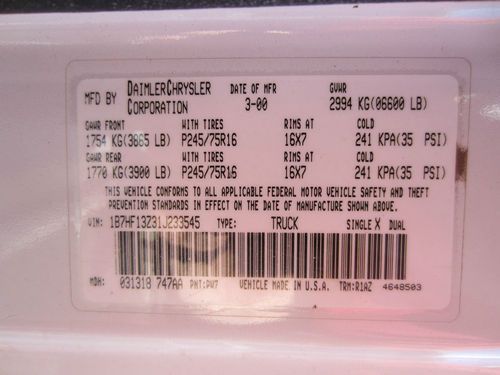 MFD BY DAIMLERCHRYSLER CORPORATION DATE OF MFR 3-00 GVWR 2994 KG(06600 LB)
GAWR FRONT WITH TIRES RIMS AT COLD
1754 KG(3865 LB) P245/75R16 16X7 241 KPA(35 PSI)
GAWR REAR WITH TIRES RIMS AT COLD
1770 KG(3900 LB) P245/75R16 16X7 241 KPA(35 PSI)
THIS VEHICLE CONFORMS TO ALL APPLICABLE FEDERAL MOTOR VEHICLE SAFETY AND THEFT
PREVENTION STANDARDS IN EFFECT ON THE DATE OF MANUFACTURE SHOWN ABOVE.
VIN: 1B7HF13Z31J233545 TYPE: TRUCK SINGLE X DUAL
MDH: 031318 747AA PNT:PW7 VEHICLE MADE IN U.S.A. TRM:R1AZ 4648503